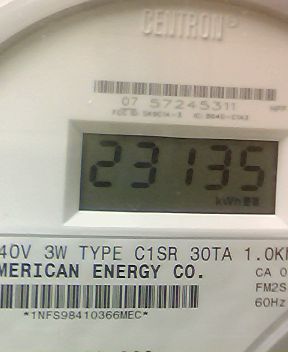 CENTRON®
07 57245311
23135
kWh
40V 3W TYPE C1SR 30TA 1.0K
MERICAN ENERGY CO.
CA 0
FM2S
60Hz
*1NFS98410366MEC*